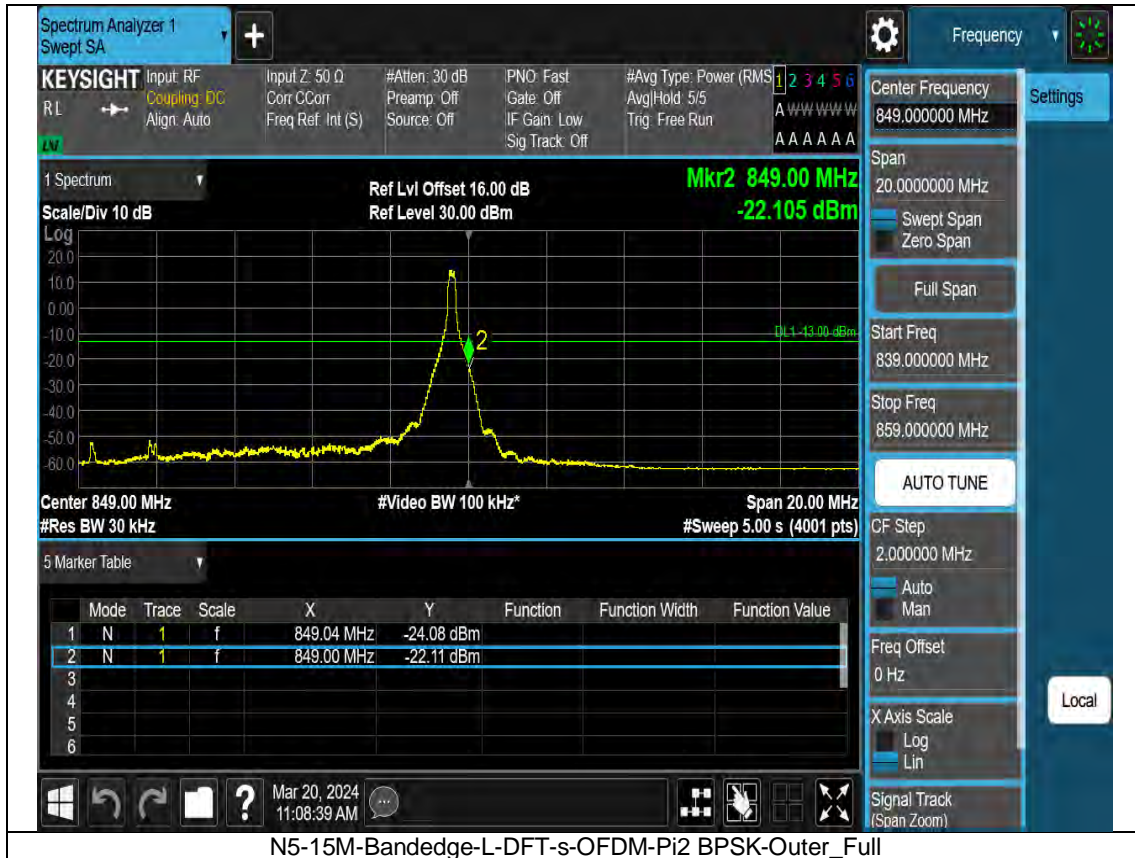 Spectrum Analyzer 1
Swept SA
+
Frequency
KEYSIGHT
RL
Input: RF
Coupling: DC
Align: Auto
Input Z: 50 Ω
Corr CCorr
Freq Ref: Int (S)
#Atten: 30 dB
Preamp: Off
Source: Off
PNO: Fast
Gate: Off
IF Gain: Low
Sig Track: Off
#Avg Type: Power (RMS
Avg|Hold: 5/5
Trig: Free Run
1 2 3 4 5 6
A W W W W W
A A A A A A
1 Spectrum
Scale/Div 10 dB
Ref Lvl Offset 16.00 dB
Ref Level 30.00 dBm
Mkr2 849.00 MHz
-22.105 dBm
Log
20.0
10.0
0.00
-10.0
-20.0
-30.0
-40.0
-50.0
-60.0
2
DL1 -13.00 dBm
Center 849.00 MHz
#Res BW 30 kHz
#Video BW 100 kHz*
Span 20.00 MHz
#Sweep 5.00 s (4001 pts)
5 Marker Table
Mode Trace Scale X Y Function Function Width Function Value
1 N 1 f 849.04 MHz -24.08 dBm
2 N 1 f 849.00 MHz -22.11 dBm
3
4
5
6
Center Frequency
849.000000 MHz
Settings
Span
20.0000000 MHz
Swept Span
Zero Span
Full Span
Start Freq
839.000000 MHz
Stop Freq
859.000000 MHz
AUTO TUNE
CF Step
2.000000 MHz
Auto
Man
Freq Offset
0 Hz
X Axis Scale
Log
Lin
Local
Signal Track
(Span Zoom)
?
Mar 20, 2024
11:08:39 AM
N5-15M-Bandedge-L-DFT-s-OFDM-Pi2 BPSK-Outer_Full